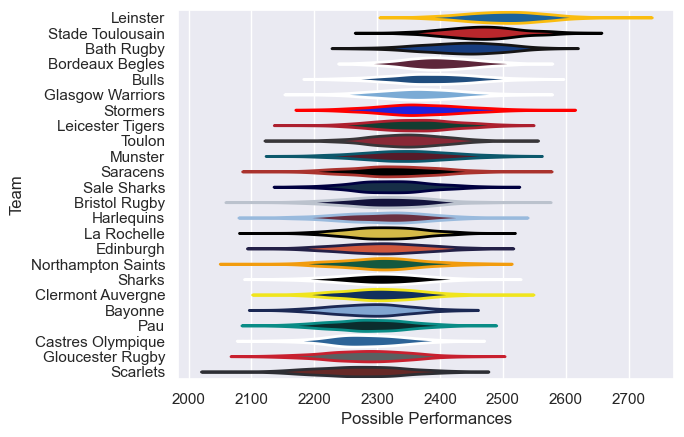 Leinster
Stade Toulousain
Bath Rugby
Bordeaux Begles
Bulls
Glasgow Warriors
Stormers
Leicester Tigers
Toulon
Munster
Saracens
Sale Sharks
Bristol Rugby
Harlequins
La Rochelle
Edinburgh
Northampton Saints
Sharks
Clermont Auvergne
Bayonne
Pau
Castres Olympique
Gloucester Rugby
Scarlets
Team
2000 2100 2200 2300 2400 2500 2600 2700
Possible Performances